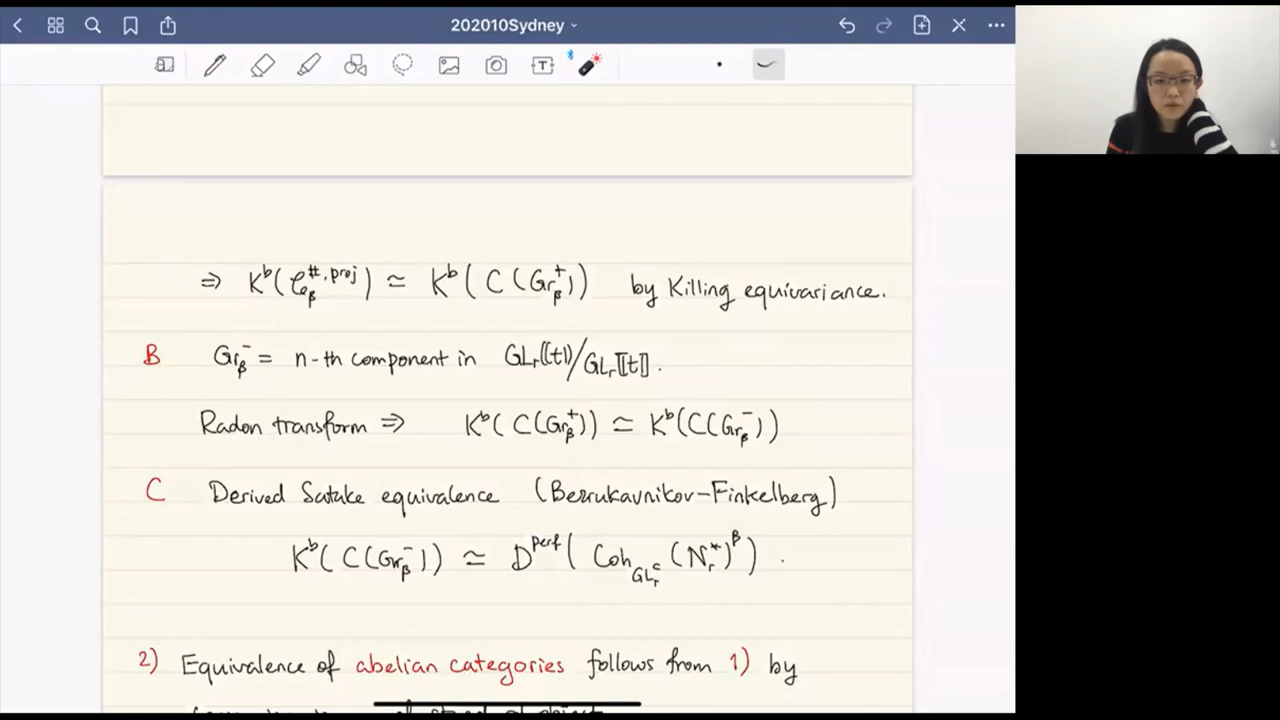 202010Sydney
⇒ K^b(𝒞_β^{#,proj}) ≃ K^b(C(Gr_β^+)) by Killing equivariance.
B Gr_β^- = n-th component in GL_r((t))/GL_r[[t]].
Radon transform ⇒ K^b(C(Gr_β^+)) ≃ K^b(C(Gr_β^-))
C Derived Satake equivalence (Bezrukavnikov-Finkelberg)
K^b(C(Gr_β^-)) ≃ D^{perf}(Coh_{GL_r^c}(N_r^*)^β).
2) Equivalence of abelian categories follows from 1) by